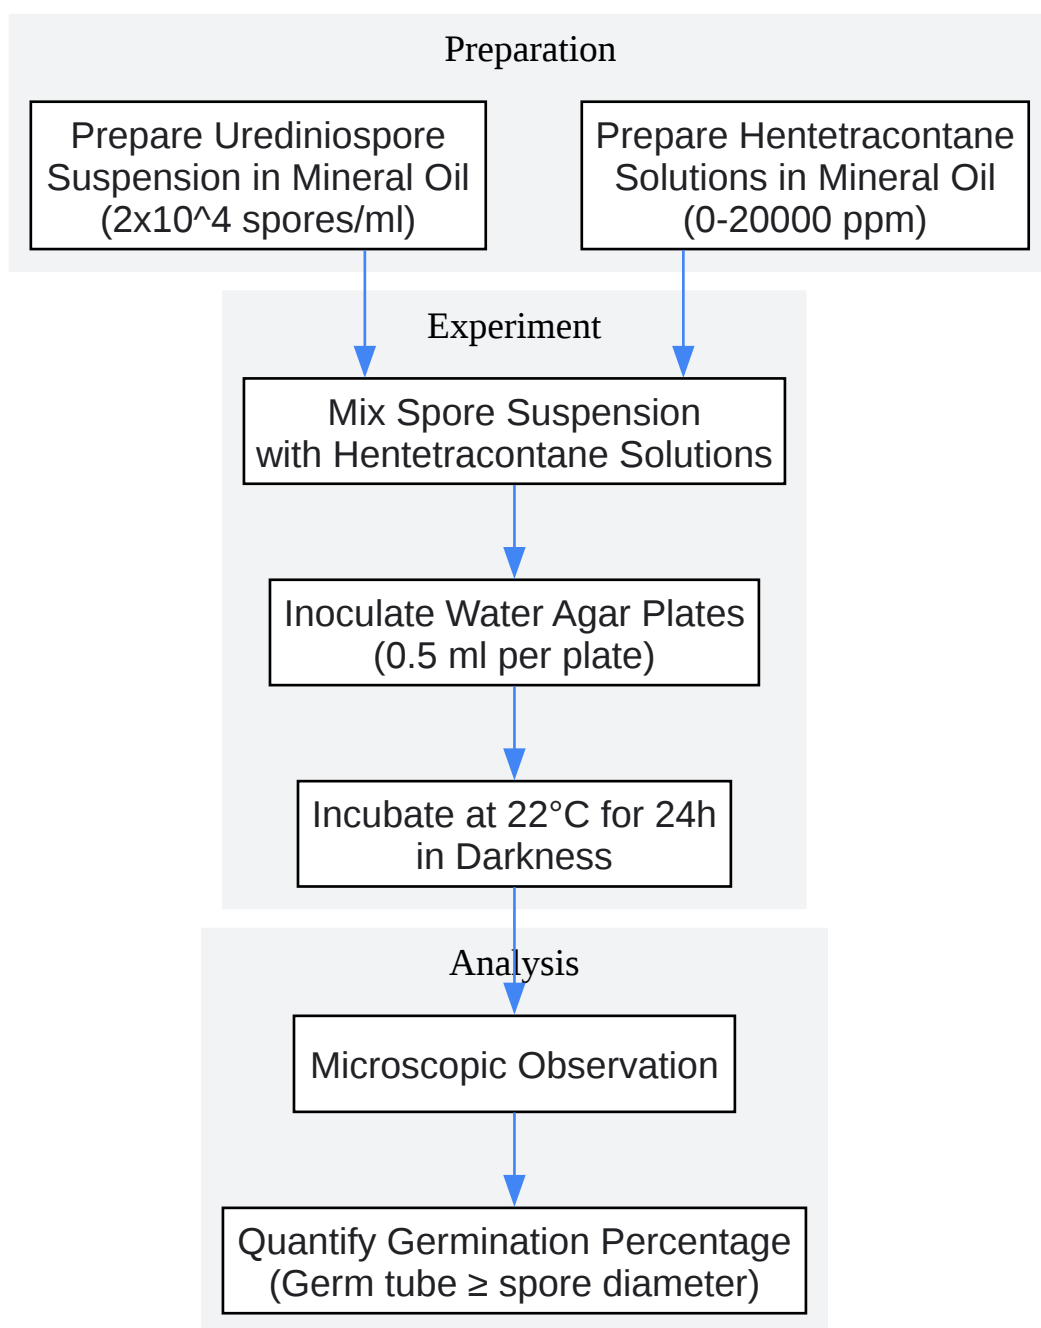 Preparation
Prepare Urediniospore
Suspension in Mineral Oil
(2x10^4 spores/ml)
Prepare Hentetracontane
Solutions in Mineral Oil
(0-20000 ppm)
Experiment
Mix Spore Suspension
with Hentetracontane Solutions
Inoculate Water Agar Plates
(0.5 ml per plate)
Incubate at 22°C for 24h
in Darkness
Analysis
Microscopic Observation
Quantify Germination Percentage
(Germ tube ≥ spore diameter)